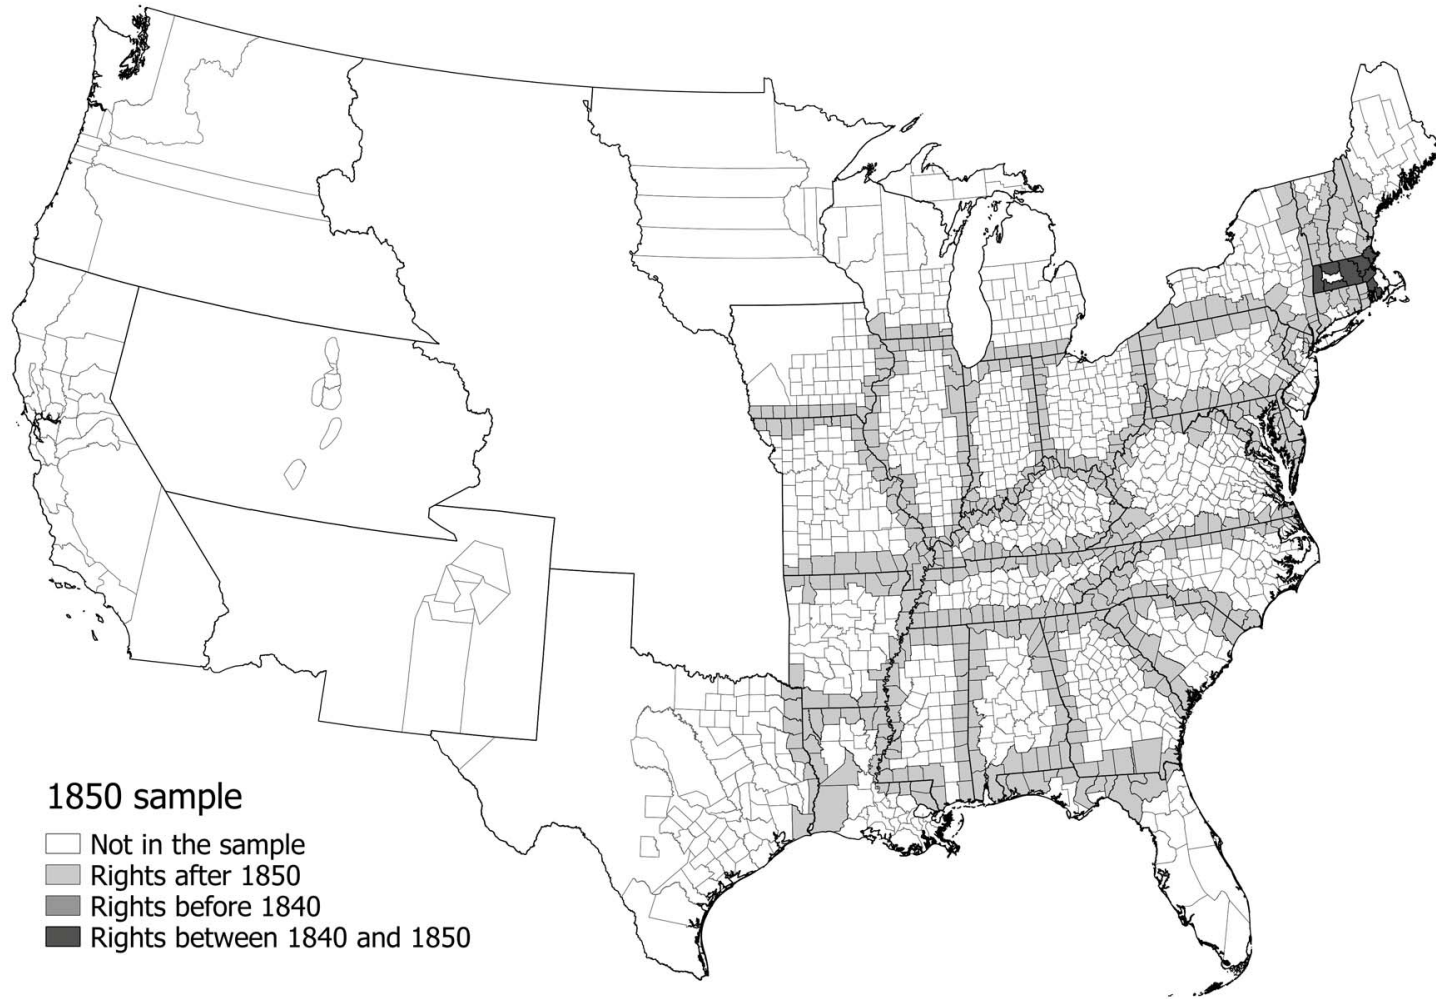 1850 sample
Not in the sample
Rights after 1850
Rights before 1840
Rights between 1840 and 1850